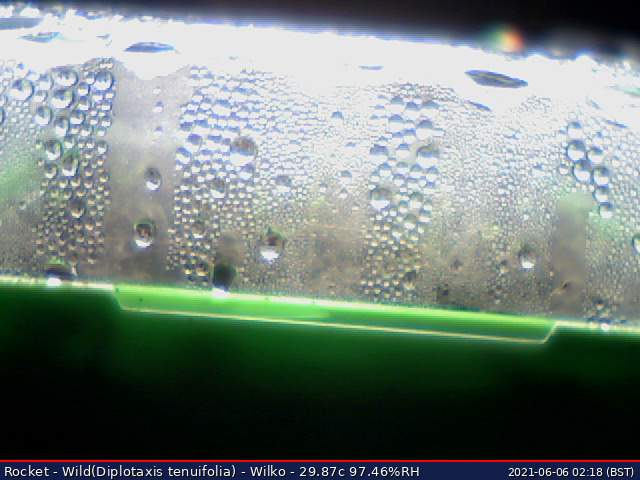 Rocket - Wild(Diplotaxis tenuifolia) - Wilko - 29.87c 97.46%RH
2021-06-06 02:18 (BST)